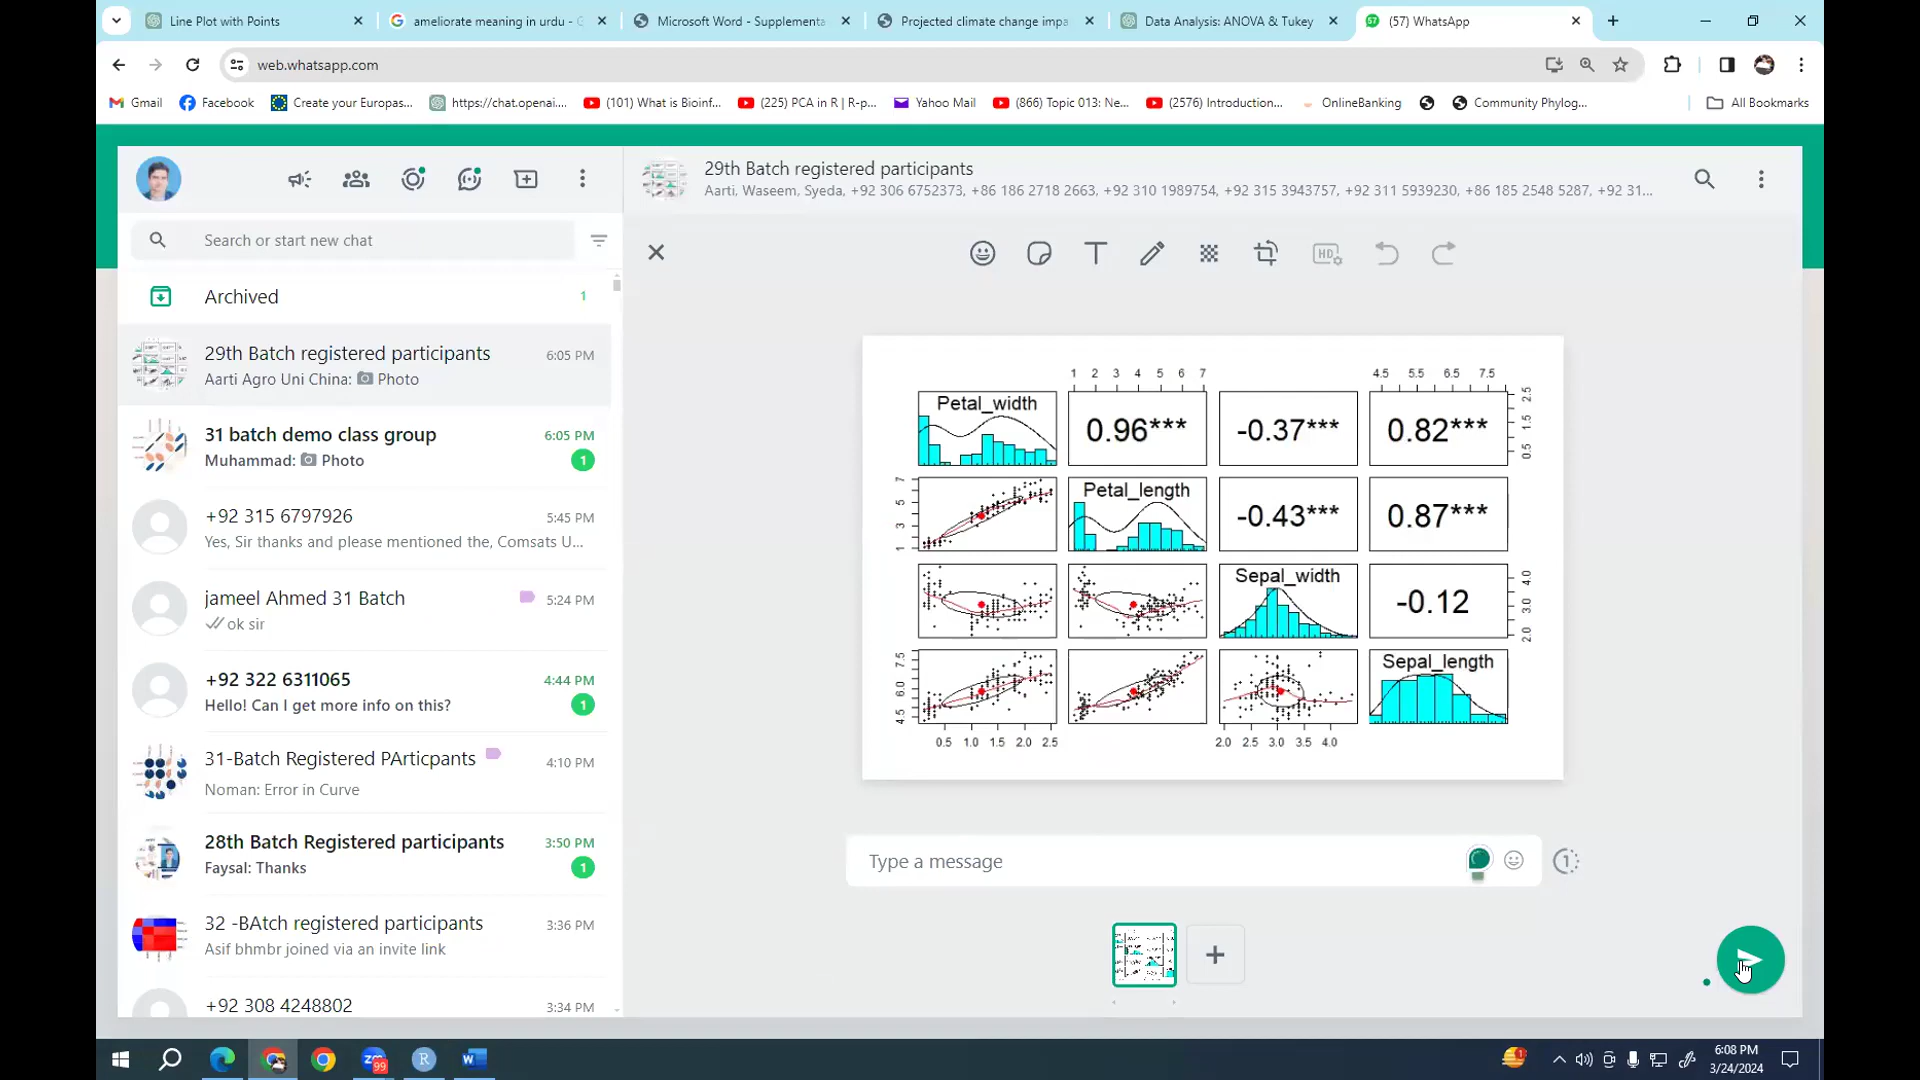 Line Plot with Points
ameliorate meaning in urdu - G
Microsoft Word - Supplementa
Projected climate change impa
Data Analysis: ANOVA & Tukey
(57) WhatsApp
web.whatsapp.com
Gmail
Facebook
Create your Europas...
https://chat.openai....
(101) What is Bioinf...
(225) PCA in R | R-p...
Yahoo Mail
(866) Topic 013: Ne...
(2576) Introduction...
OnlineBanking
Community Phylog...
All Bookmarks
29th Batch registered participants
Aarti, Waseem, Syeda, +92 306 6752373, +86 186 2718 2663, +92 310 1989754, +92 315 3943757, +92 311 5939230, +86 185 2548 5287, +92 31...
Search or start new chat
Archived
1
29th Batch registered participants
6:05 PM
Aarti Agro Uni China: Photo
31 batch demo class group
6:05 PM
Muhammad: Photo
1
+92 315 6797926
5:45 PM
Yes, Sir thanks and please mentioned the, Comsats U...
jameel Ahmed 31 Batch
5:24 PM
ok sir
+92 322 6311065
4:44 PM
Hello! Can I get more info on this?
1
31-Batch Registered PArticpants
4:10 PM
Noman: Error in Curve
28th Batch Registered participants
3:50 PM
Faysal: Thanks
1
32 -BAtch registered participants
3:36 PM
Asif bhmbr joined via an invite link
+92 308 4248802
3:34 PM
HD
1 2 3 4 5 6 7
4.5 5.5 6.5 7.5
Petal_width
0.96***
-0.37***
0.82***
0.5 1.5 2.5
1 3 5 7
Petal_length
-0.43***
0.87***
Sepal_width
-0.12
2.0 3.0 4.0
4.5 6.0 7.5
Sepal_length
0.5 1.0 1.5 2.0 2.5
2.0 2.5 3.0 3.5 4.0
Type a message
1
99
6:08 PM
3/24/2024